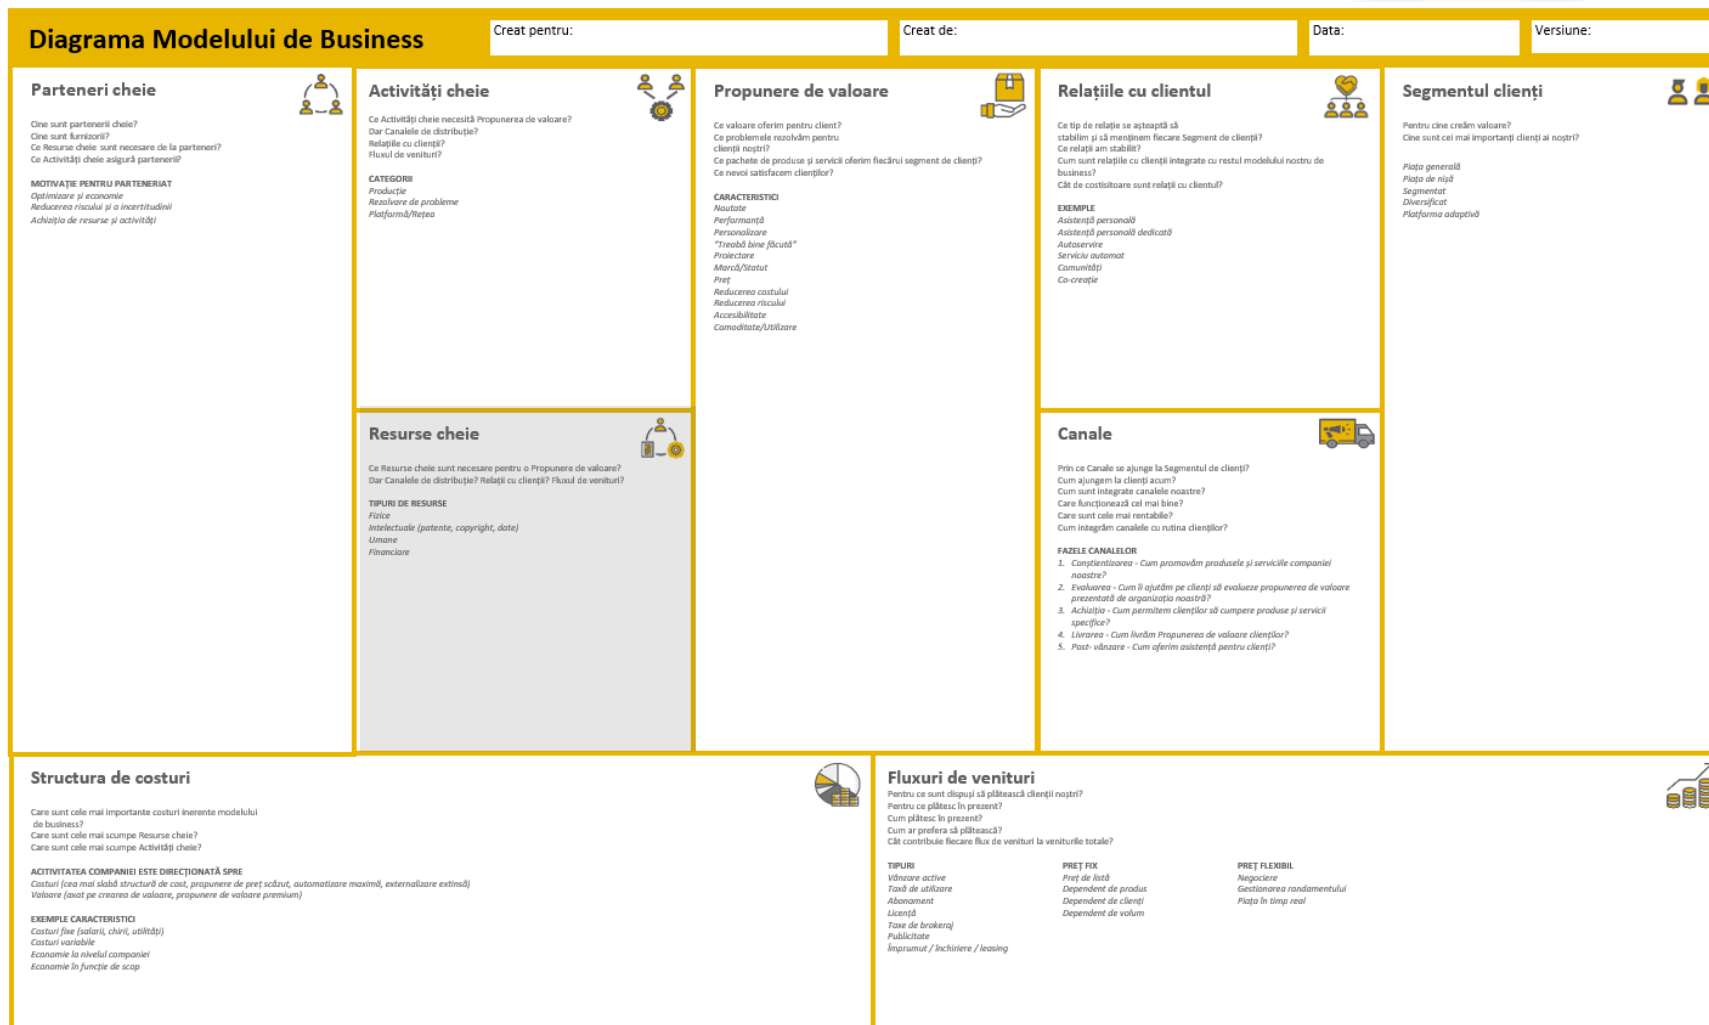 Diagrama Modelului de Business
Creat pentru:
Creat de:
Data:
Versiune:
Parteneri cheie
Cine sunt partenerii cheie?
Cine sunt furnizorii?
Ce Resurse cheie sunt necesare de la parteneri?
Ce Activități cheie asigură partenerii?
MOTIVAȚIE PENTRU PARTENERIAT
Optimizare și economie
Reducerea riscului și a incertitudinii
Achiziția de resurse și activități
Activități cheie
Ce Activități cheie necesită Propunerea de valoare?
Dar Canalele de distribuție?
Relațiile cu clienții?
Fluxul de venituri?
CATEGORII
Producție
Rezolvare de probleme
Platformă/Rețea
Resurse cheie
Ce Resurse cheie sunt necesare pentru o Propunere de valoare?
Dar Canalele de distribuție? Relații cu clienții? Fluxul de venituri?
TIPURI DE RESURSE
Fizice
Intelectuale (patente, copyright, date)
Umane
Financiare
Propunere de valoare
Ce valoare oferim pentru client?
Ce problemele rezolvăm pentru
clienții noștri?
Ce pachete de produse și servicii oferim fiecărui segment de clienți?
Ce nevoi satisfacem clienților?
CARACTERISTICI
Noutate
Performanță
Personalizare
"Treabă bine făcută"
Proiectare
Marcă/Statut
Preț
Reducerea costului
Reducerea riscului
Accesibilitate
Comoditate/Utilizare
Relațiile cu clientul
Ce tip de relație se așteaptă să
stabilim și să menținem fiecare Segment de clienții?
Ce relații am stabilit?
Cum sunt relațiile cu clienții integrate cu restul modelului nostru de
business?
Cât de costisitoare sunt relații cu clientul?
EXEMPLE
Asistență personală
Asistență personală dedicată
Autoservire
Serviciu automat
Comunități
Co-creație
Canale
Prin ce Canale se ajunge la Segmentul de clienți?
Cum ajungem la clienți acum?
Cum sunt integrate canalele noastre?
Care funcționează cel mai bine?
Care sunt cele mai rentabile?
Cum integrăm canalele cu rutina clienților?
FAZELE CANALELOR
1. Conștientizarea - Cum promovăm produsele și serviciile companiei
noastre?
2. Evaluarea - Cum îi ajutăm pe clienți să evalueze propunerea de valoare
prezentată de organizația noastră?
3. Achiziția - Cum permitem clienților să cumpere produse și servicii
specifice?
4. Livrarea - Cum livrăm Propunerea de valoare clienților?
5. Post- vânzare - Cum oferim asistență pentru clienți?
Segmentul clienți
Pentru cine creăm valoare?
Cine sunt cei mai importanți clienți ai noștri?
Piața generală
Piața de nișă
Segmentat
Diversificat
Platforma adaptivă
Structura de costuri
Care sunt cele mai importante costuri inerente modelului
de business?
Care sunt cele mai scumpe Resurse cheie?
Care sunt cele mai scumpe Activități cheie?
ACITIVITATEA COMPANIEI ESTE DIRECȚIONATĂ SPRE
Costuri (cea mai slabă structură de cost, propunere de preț scăzut, automatizare maximă, externalizare extinsă)
Valoare (axat pe crearea de valoare, propunere de valoare premium)
EXEMPLE CARACTERISTICI
Costuri fixe (salarii, chirii, utilități)
Costuri variabile
Economie la nivelul companiei
Economie în funcție de scop
Fluxuri de venituri
Pentru ce sunt dispuși să plătească clienții noștri?
Pentru ce plătesc în prezent?
Cum plătesc în prezent?
Cum ar prefera să plătească?
Cât contribuie fiecare flux de venituri la veniturile totale?
TIPURI
Vânzare active
Taxă de utilizare
Abonament
Licență
Taxe de brokeraj
Publicitate
Împrumut / închiriere / leasing
PREȚ FIX
Preț de listă
Dependent de produs
Dependent de clienți
Dependent de volum
PREȚ FLEXIBIL
Negociere
Gestionarea randamentului
Piața în timp real